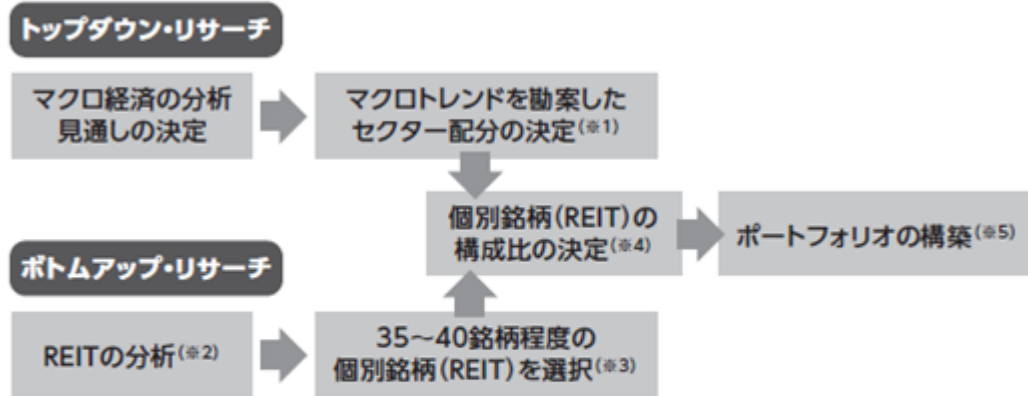 トップダウン・リサーチ
マクロ経済の分析
見通しの決定
マクロトレンドを勘案した
セクター配分の決定(※1)
個別銘柄(REIT)の
構成比の決定(※4)
ポートフォリオの構築(※5)
ボトムアップ・リサーチ
REITの分析(※2)
35~40銘柄程度の
個別銘柄(REIT)を選択(※3)